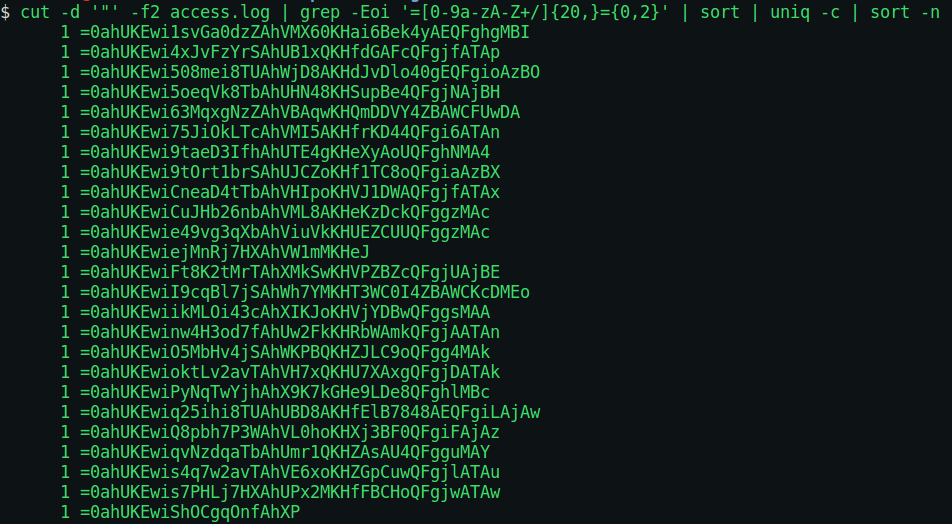 $ cut -d '"' -f2 access.log | grep -Eoi '=[0-9a-zA-Z+/]{20,}={0,2}' | sort | uniq -c | sort -n
1 =0ahUKEwi1svGa0dzZAhVMX60KHai6Bek4yAEQFghgMBI
1 =0ahUKEwi4xJvFzYrSAhUB1xQKHfdGAFcQFgjfATAp
1 =0ahUKEwi508mei8TUAhWjD8AKHdJvDlo40gEQFgioAzBO
1 =0ahUKEwi5oeqVk8TbAhUHN48KHSupBe4QFgjNAjBH
1 =0ahUKEwi63MqxgNzZAhVBAqwKHQmDDVY4ZBAWCFUwDA
1 =0ahUKEwi75JiOkLTcAhVMI5AKHfrKD44QFgi6ATAn
1 =0ahUKEwi9taeD3IfhAhUTE4gKHeXyAoUQFghNMA4
1 =0ahUKEwi9tOrt1brSAhUJCZoKHf1TC8oQFgiaAzBX
1 =0ahUKEwiCneaD4tTbAhVHIpoKHVJ1DWAQFgjfATAx
1 =0ahUKEwiCuJHb26nbAhVML8AKHeKzDckQFggzMAc
1 =0ahUKEwie49vg3qXbAhViuVkKHUEZCUUQFggzMAc
1 =0ahUKEwiejMnRj7HXAhVW1mMKHeJ
1 =0ahUKEwiFt8K2tMrTAhXMkSwKHVPZBZcQFgjUAjBE
1 =0ahUKEwiI9cqBl7jSAhWh7YMKHT3WC0I4ZBAWCKcDMEo
1 =0ahUKEwiikMLOi43cAhXIKJoKHVjYDBwQFggsMAA
1 =0ahUKEwinw4H3od7fAhUw2FkKHRbWAmkQFgjAATAn
1 =0ahUKEwiO5MbHv4jSAhWKPBQKHZJLC9oQFgg4MAk
1 =0ahUKEwioktLv2avTAhVH7xQKHU7XAxgQFgjDATAk
1 =0ahUKEwiPyNqTwYjhAhX9K7kGHe9LDe8QFghlMBc
1 =0ahUKEwiq25ihi8TUAhUBD8AKHfElB7848AEQFgiLAjAw
1 =0ahUKEwiQ8pbh7P3WAhVL0hoKHXj3BF0QFgiFAjAz
1 =0ahUKEwiqvNzdqaTbAhUmr1QKHZAsAU4QFgguMAY
1 =0ahUKEwis4q7w2avTAhVE6xoKHZGpCuwQFgjlATAu
1 =0ahUKEwis7PHLj7HXAhUPx2MKHfFBCHoQFgjwATAw
1 =0ahUKEwiShOCgqOnfAhXP